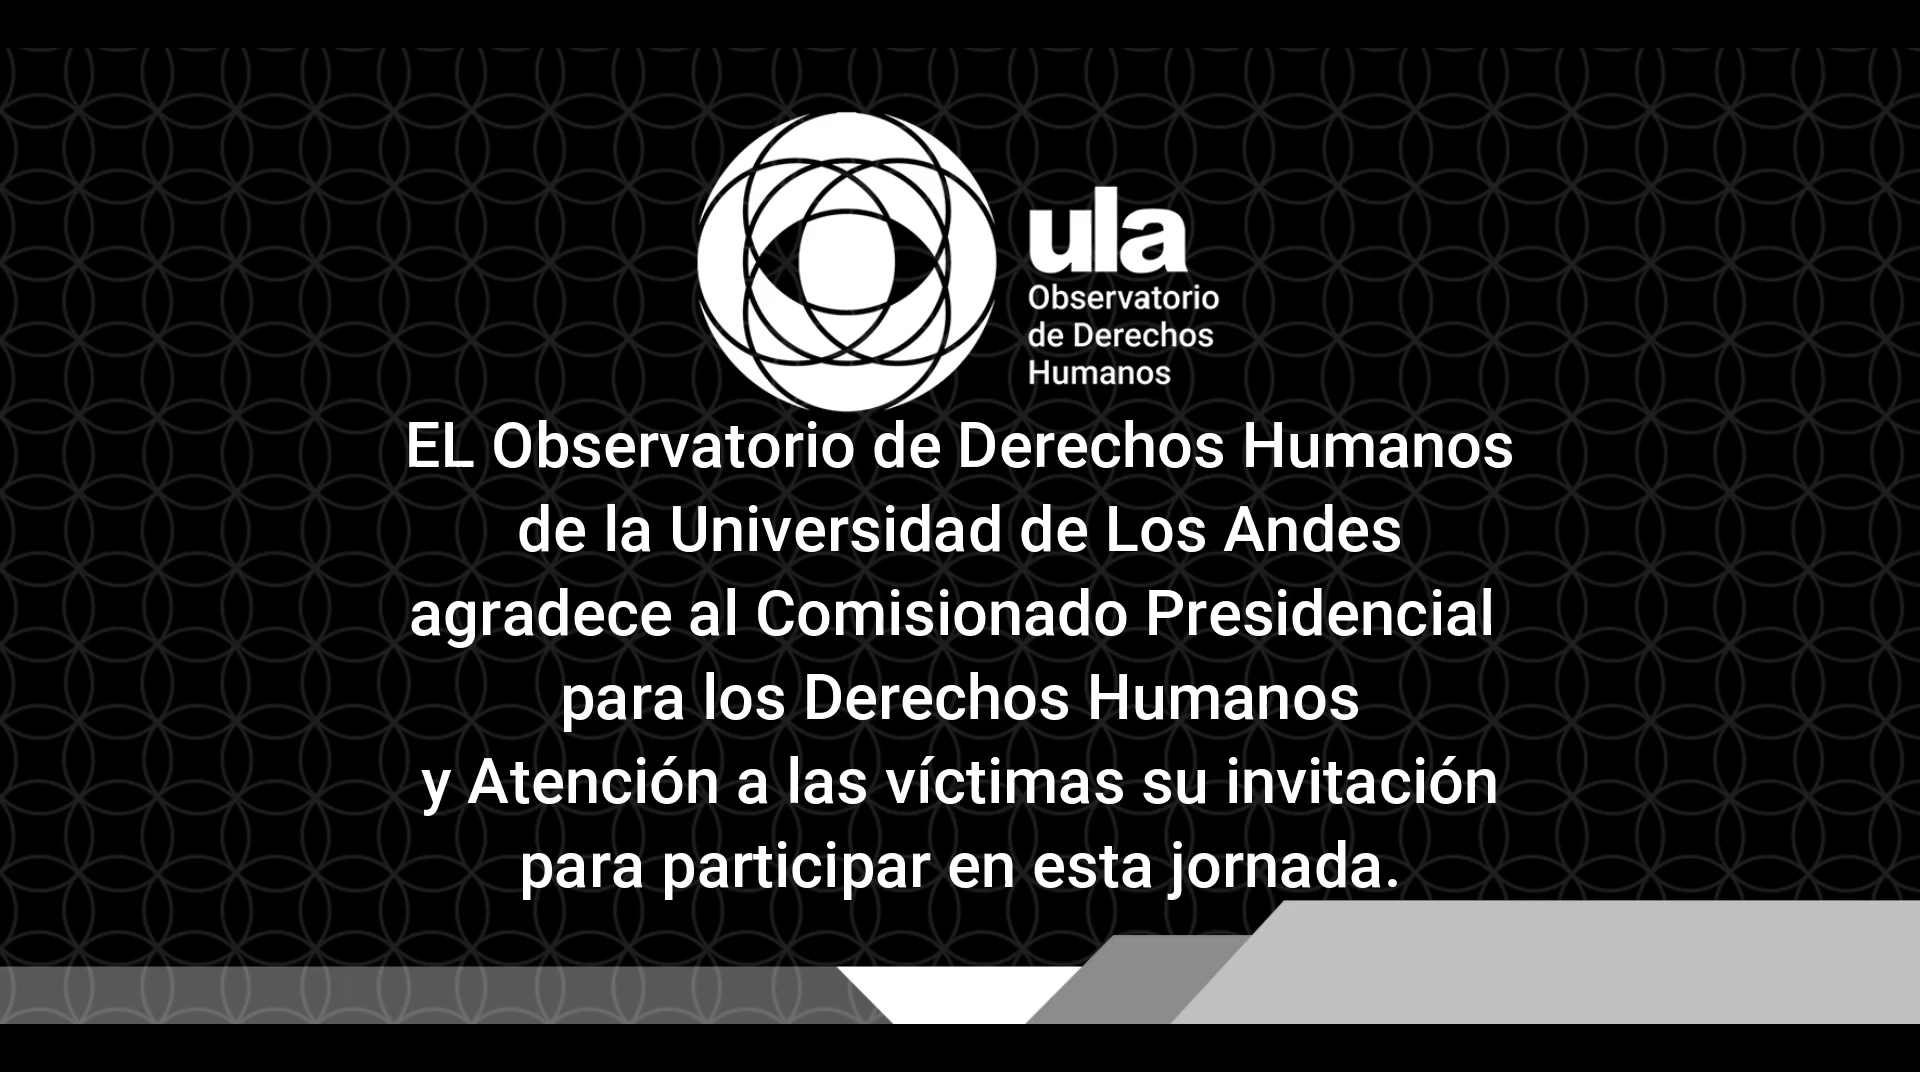 ula
Observatorio
de Derechos
Humanos
EL Observatorio de Derechos Humanos
de la Universidad de Los Andes
agradece al Comisionado Presidencial
para los Derechos Humanos
y Atención a las víctimas su invitación
para participar en esta jornada.